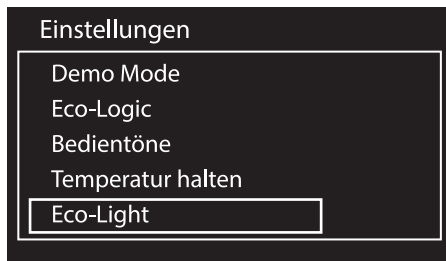 Einstellungen
Demo Mode
Eco-Logic
Bedientöne
Temperatur halten
Eco-Light